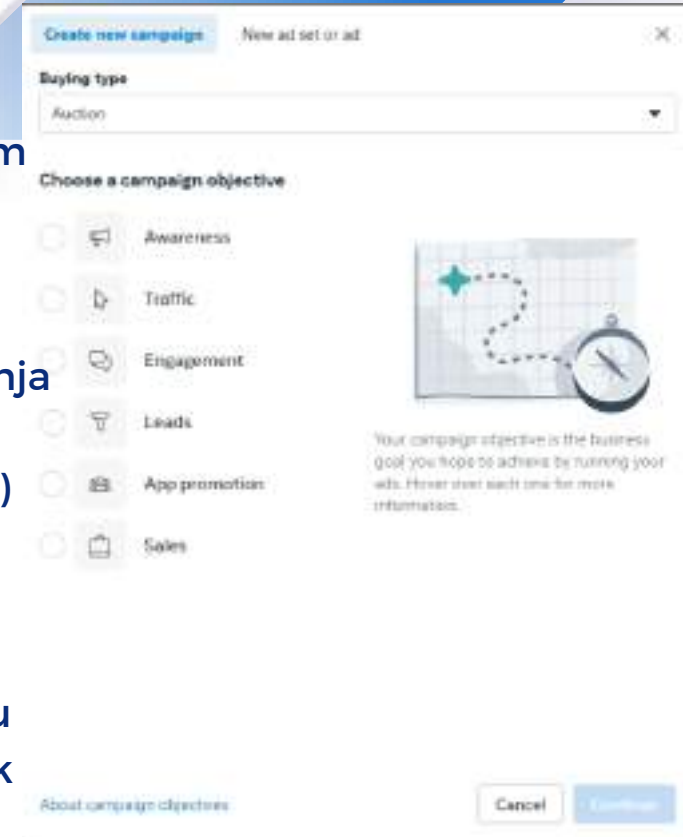 Create new campaign
New ad set or ad
Buying type
Auction
m
Choose a campaign objective
Awareness
Traffic
Engagement
nja
Leads
Your campaign objective is the business
goal you hope to achieve by running your
ads. Hover over each one for more
information.
)
App promotion
Sales
u
k
About campaign objectives
Cancel
Continue